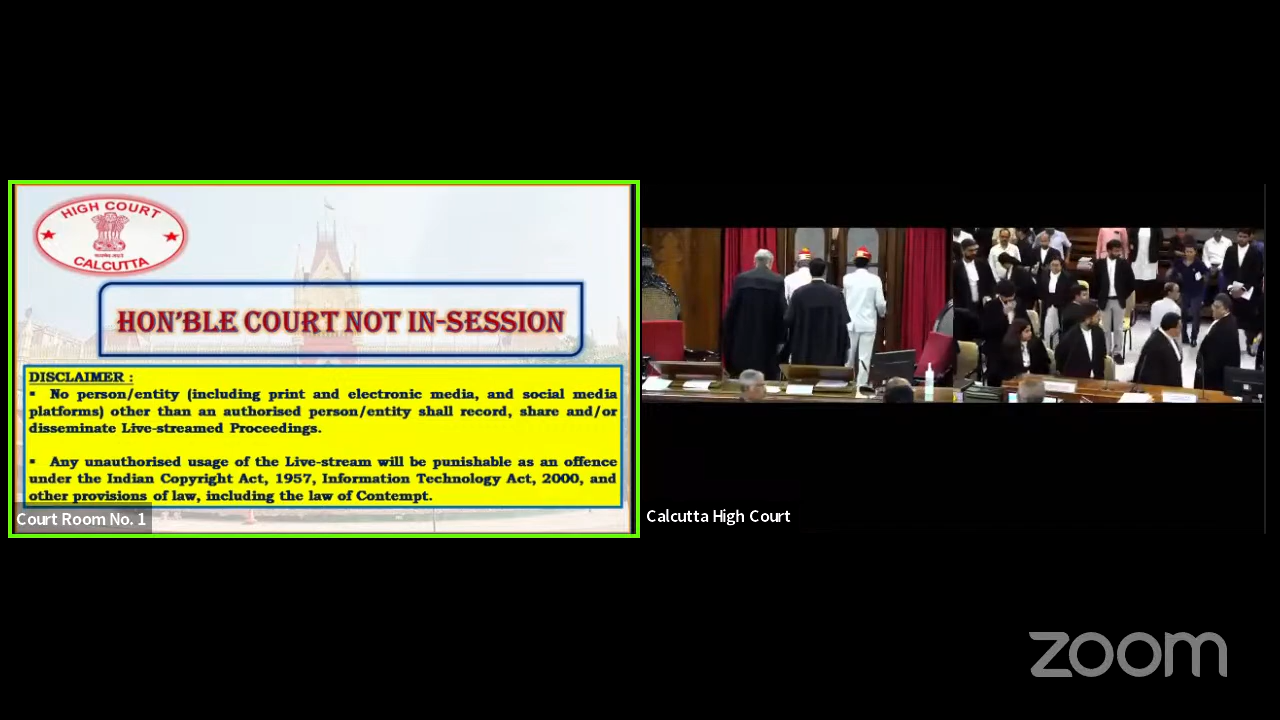 HIGH COURT
CALCUTTA
HON'BLE COURT NOT IN-SESSION
DISCLAIMER :
▪ No person/entity (including print and electronic media, and social media
platforms) other than an authorised person/entity shall record, share and/or
disseminate Live-streamed Proceedings.
▪ Any unauthorised usage of the Live-stream will be punishable as an offence
under the Indian Copyright Act, 1957, Information Technology Act, 2000, and
other provisions of law, including the law of Contempt.
Court Room No. 1
Calcutta High Court
zoom